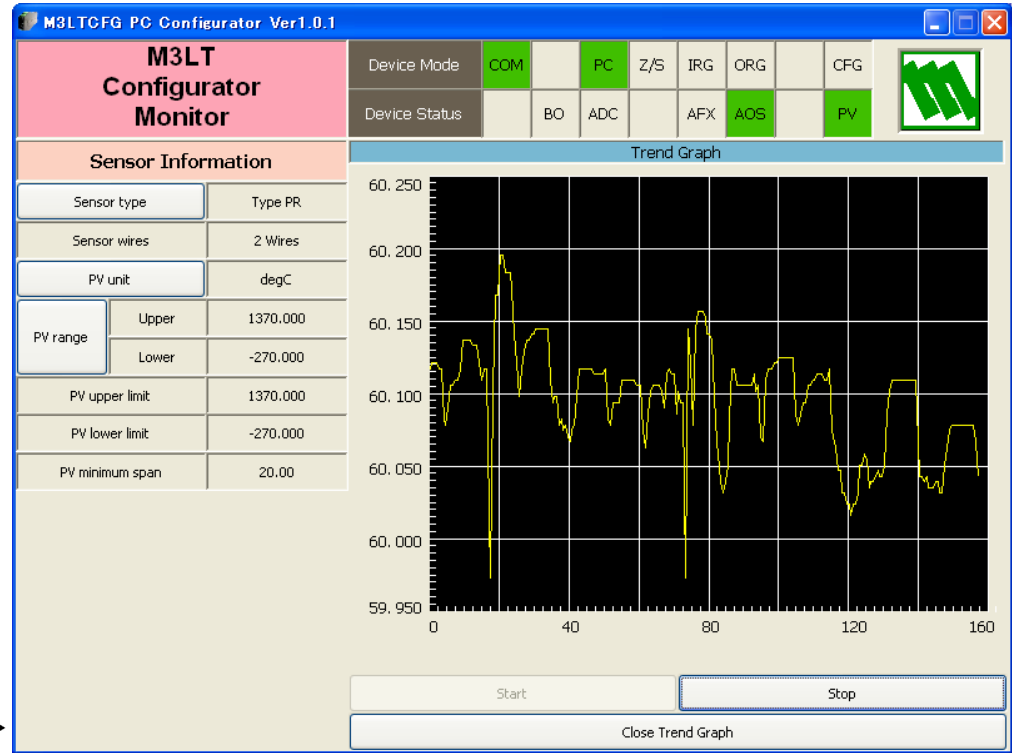 M3LTCFG PC Configurator Ver1.0.1
M3LT
Configurator
Monitor
Device Mode COM PC Z/S IRG ORG CFG
Device Status BO ADC AFX AOS PV
Sensor Information
Sensor type Type PR
Sensor wires 2 Wires
PV unit degC
PV range Upper 1370.000
Lower -270.000
PV upper limit 1370.000
PV lower limit -270.000
PV minimum span 20.00
Trend Graph
60.250
60.200
60.150
60.100
60.050
60.000
59.950
0 40 80 120 160
Start Stop
Close Trend Graph